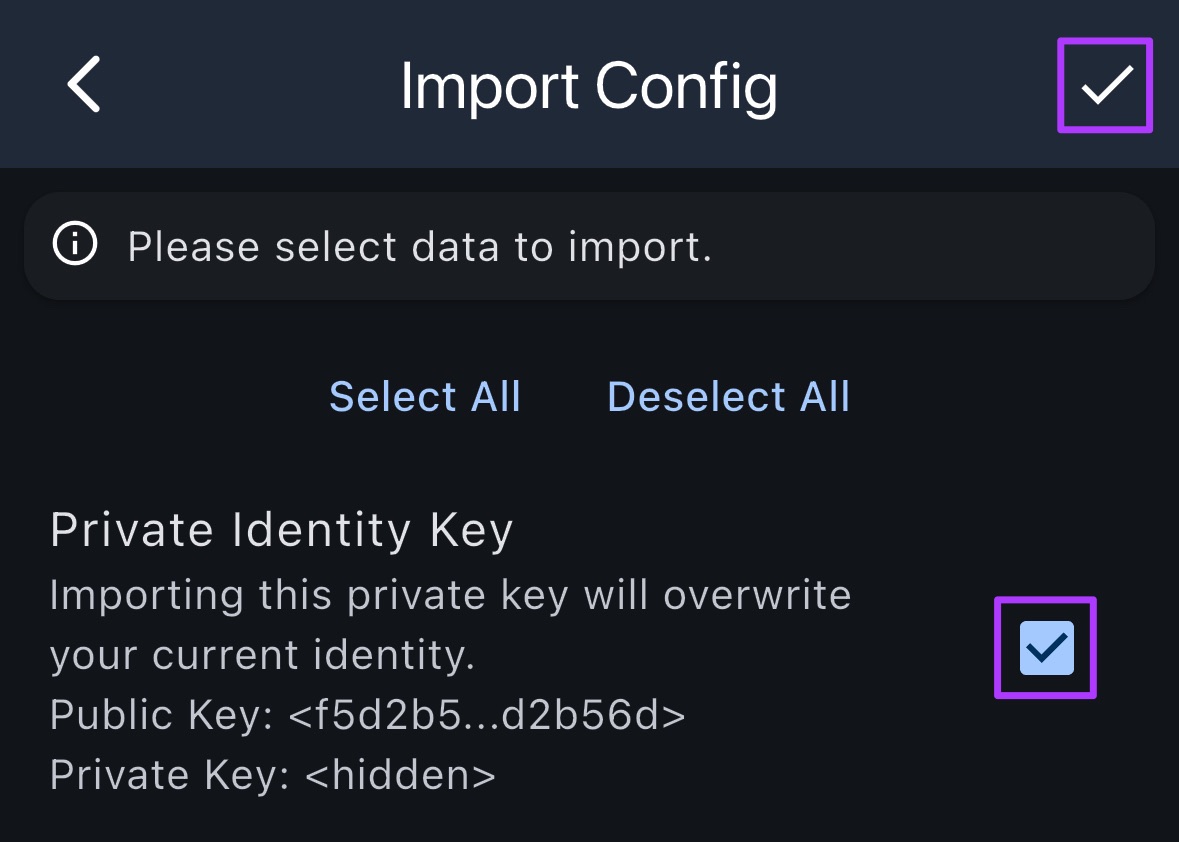 Import Config
Please select data to import.
Select All Deselect All
Private Identity Key
Importing this private key will overwrite
your current identity.
Public Key: <f5d2b5...d2b56d>
Private Key: <hidden>